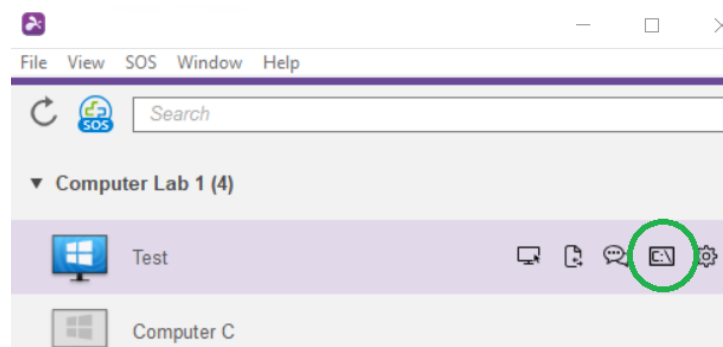 File View SOS Window Help
SOS
Search
Computer Lab 1 (4)
Test
C:\
Computer C